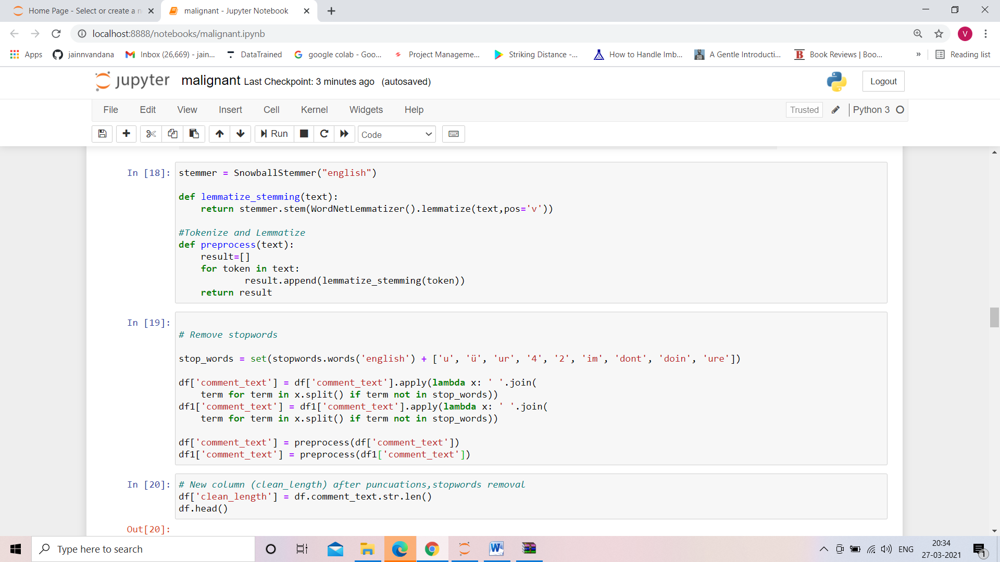 Home Page - Select or create a n
malignant - Jupyter Notebook
localhost:8888/notebooks/malignant.ipynb
V
Apps
jainnvandana
Inbox (26,669) - jain...
DataTrained
google colab - Goo...
Project Manageme...
Striking Distance -...
How to Handle Imb...
A Gentle Introducti...
Book Reviews | Boo...
»
Reading list
jupyter
malignant Last Checkpoint: 3 minutes ago (autosaved)
Logout
File
Edit
View
Insert
Cell
Kernel
Widgets
Help
Trusted
Python 3
Run
Code
In [18]:
stemmer = SnowballStemmer("english")
def lemmatize_stemming(text):
    return stemmer.stem(WordNetLemmatizer().lemmatize(text,pos='v'))
#Tokenize and Lemmatize
def preprocess(text):
    result=[]
    for token in text:
            result.append(lemmatize_stemming(token))
    return result
In [19]:
# Remove stopwords
stop_words = set(stopwords.words('english') + ['u', 'ü', 'ur', '4', '2', 'im', 'dont', 'doin', 'ure'])
df['comment_text'] = df['comment_text'].apply(lambda x: ' '.join(
    term for term in x.split() if term not in stop_words))
df1['comment_text'] = df1['comment_text'].apply(lambda x: ' '.join(
    term for term in x.split() if term not in stop_words))
df['comment_text'] = preprocess(df['comment_text'])
df1['comment_text'] = preprocess(df1['comment_text'])
In [20]:
# New column (clean_length) after puncuations,stopwords removal
df['clean_length'] = df.comment_text.str.len()
df.head()
Out[20]:
Type here to search
ENG
20:34
27-03-2021
1